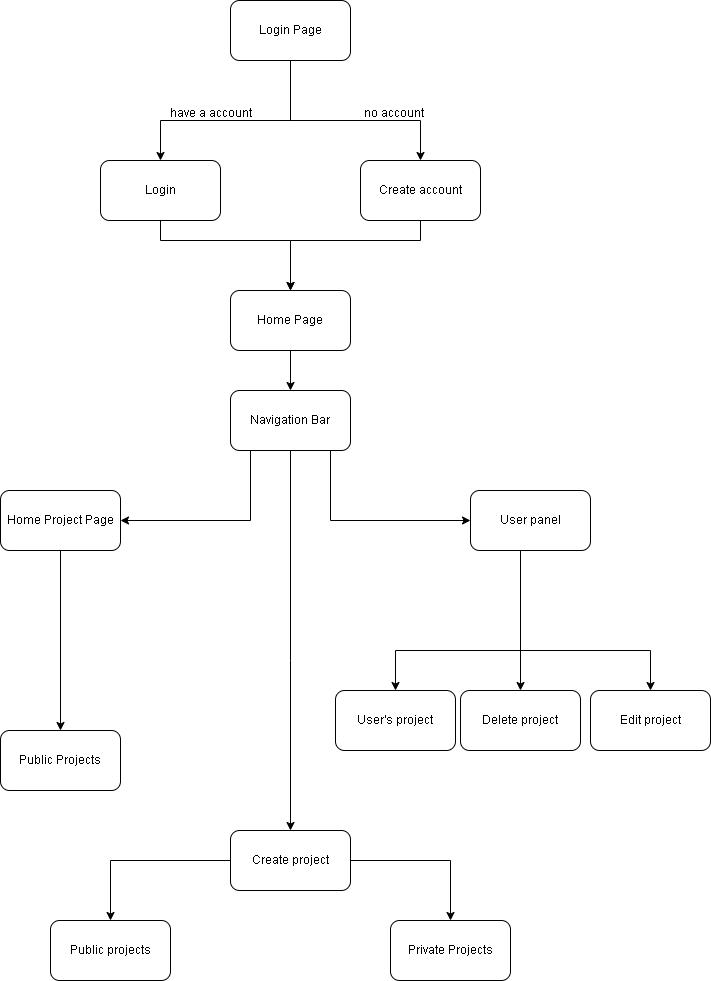 Login Page
have a account
no account
Login
Create account
Home Page
Navigation Bar
Home Project Page
User panel
User's project
Delete project
Edit project
Public Projects
Create project
Public projects
Private Projects